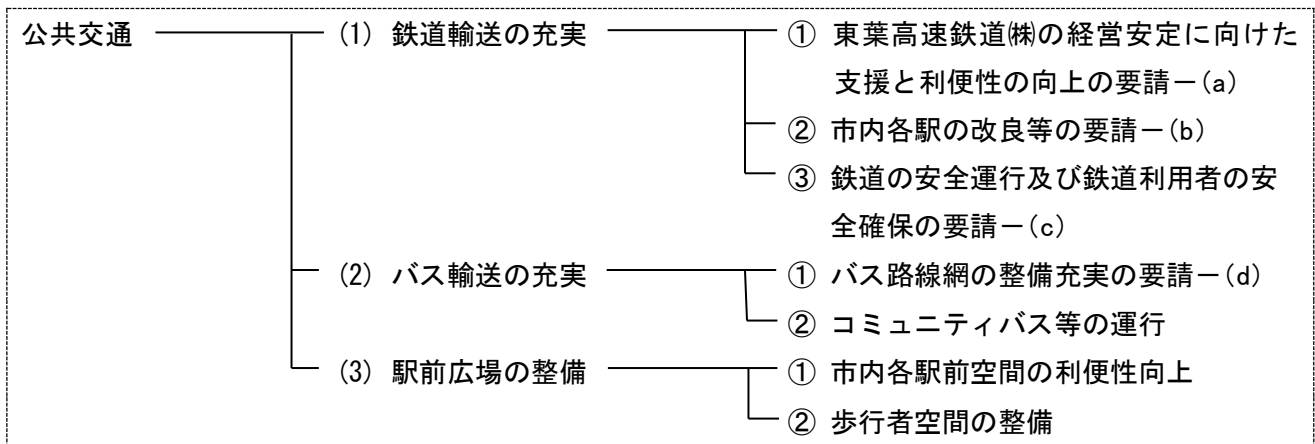 公共交通 (1) 鉄道輸送の充実 ① 東葉高速鉄道㈱の経営安定に向けた
支援と利便性の向上の要請－(a)
② 市内各駅の改良等の要請－(b)
③ 鉄道の安全運行及び鉄道利用者の安
全確保の要請－(c)
(2) バス輸送の充実 ① バス路線網の整備充実の要請－(d)
② コミュニティバス等の運行
(3) 駅前広場の整備 ① 市内各駅前空間の利便性向上
② 歩行者空間の整備